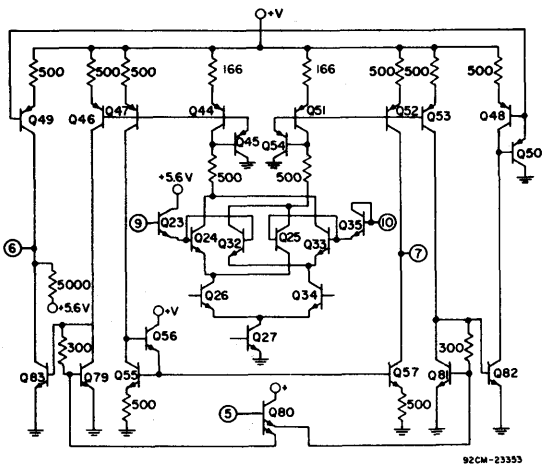 +V
500 500 500 166 166 500 500 500
Q49 Q46 Q47 Q44 Q51 Q52 Q53 Q48
Q45 Q54 Q50
500 500
+5.6V
9 Q23 Q24 Q32 Q25 Q33 Q35 10
6 7
5000
+5.6V
Q26 Q34
+V
Q56 Q27
300 300
Q83 Q79 Q55 Q57 Q81 Q82
500 500
+
5 Q80
92CM-23353